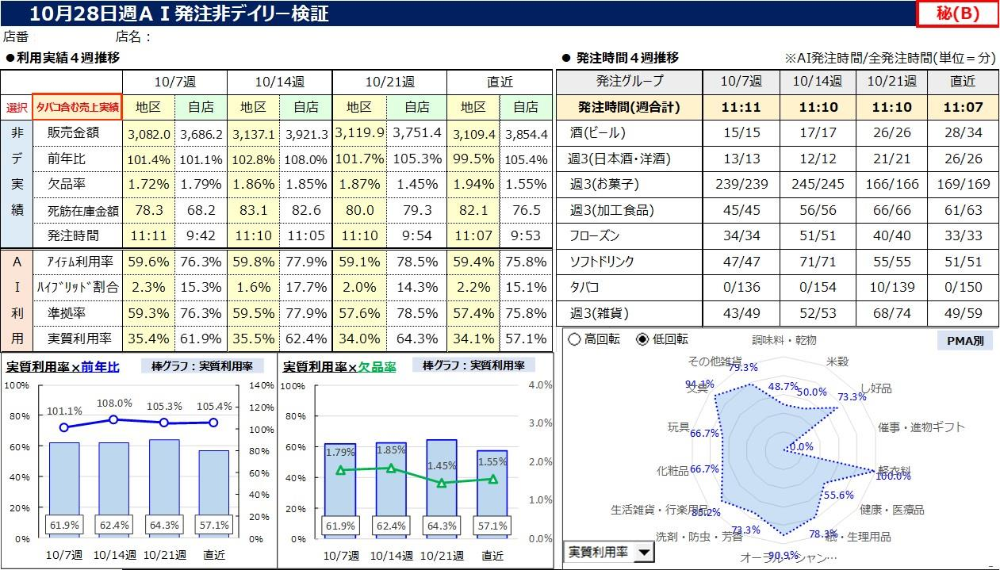 10月28日週AI発注非デイリー検証
秘(B)
店番
店名：
●利用実績４週推移
10/7週 10/14週 10/21週 直近
選択 タバコ含む売上実績 地区 自店 地区 自店 地区 自店 地区 自店
非デ実績
販売金額 3,082.0 3,686.2 3,137.1 3,921.3 3,119.9 3,751.4 3,109.4 3,854.4
前年比 101.4% 101.1% 102.8% 108.0% 101.7% 105.3% 99.5% 105.4%
欠品率 1.72% 1.79% 1.86% 1.85% 1.87% 1.45% 1.94% 1.55%
死筋在庫金額 78.3 68.2 83.1 82.6 80.0 79.3 82.1 76.5
発注時間 11:11 9:42 11:10 11:05 11:10 9:54 11:07 9:53
AI利用
ｱｲﾃﾑ利用率 59.6% 76.3% 59.8% 77.9% 59.1% 78.5% 59.4% 75.8%
ﾊｲﾌﾞﾘｯﾄﾞ割合 2.3% 15.3% 1.6% 17.7% 2.0% 14.3% 2.2% 15.1%
準拠率 59.3% 76.3% 59.5% 77.9% 57.6% 78.5% 57.4% 75.8%
実質利用率 35.4% 61.9% 35.5% 62.4% 34.0% 64.3% 34.1% 57.1%
● 発注時間４週推移
※AI発注時間/全発注時間(単位＝分)
発注グループ 10/7週 10/14週 10/21週 直近
発注時間(週合計) 11:11 11:10 11:10 11:07
酒(ビール) 15/15 17/17 26/26 28/34
週3(日本酒・洋酒) 13/13 12/12 21/21 26/26
週3(お菓子) 239/239 245/245 166/166 169/169
週3(加工食品) 45/45 56/56 66/66 61/63
フローズン 34/34 51/51 40/40 33/33
ソフトドリンク 47/47 71/71 55/55 51/51
タバコ 0/136 0/154 10/139 0/150
週3(雑貨) 43/49 52/53 68/74 49/59
実質利用率×前年比
棒グラフ：実質利用率
100% 140%
120%
80% 100%
60% 80%
60%
40% 40%
20% 20%
0% 0%
101.1% 108.0% 105.3% 105.4%
61.9% 62.4% 64.3% 57.1%
10/7週 10/14週 10/21週 直近
実質利用率×欠品率
棒グラフ：実質利用率
100% 4.0%
80% 3.0%
60% 2.0%
40% 1.0%
20%
0% 0.0%
1.79% 1.85% 1.45% 1.55%
61.9% 62.4% 64.3% 57.1%
10/7週 10/14週 10/21週 直近
高回転 低回転
PMA別
調味料・乾物
48.7%
米穀
50.0%
し好品
73.3%
催事・進物ギフト
0.0%
軽衣料
100.0%
健康・医療品
55.6%
紙・生理用品
78.3%
オーラル・シャン…
90.9%
洗剤・防虫・芳香
73.3%
生活雑貨・行楽用品
85.2%
化粧品
66.7%
玩具
66.7%
文具
94.1%
その他雑貨
79.3%
実質利用率